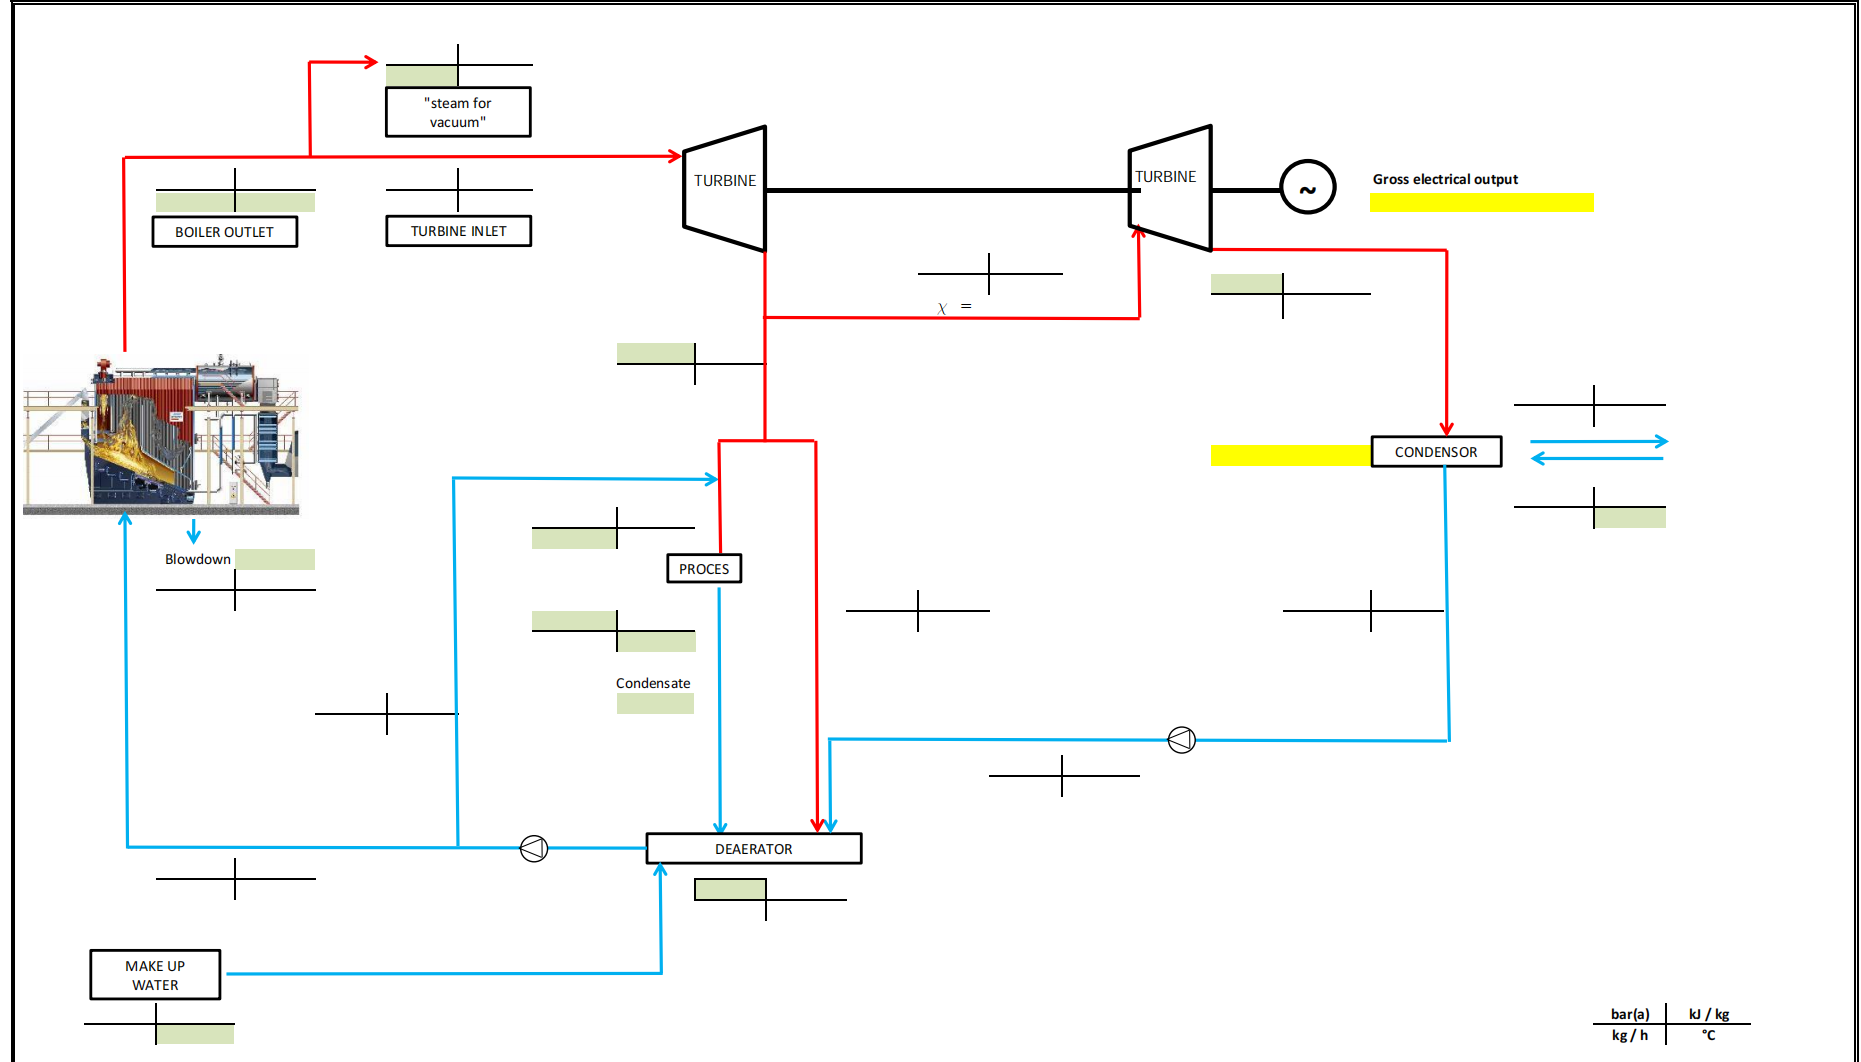 "steam for
vacuum"
TURBINE
TURBINE
~
Gross electrical output
BOILER OUTLET
TURBINE INLET
χ =
CONDENSOR
Blowdown
PROCES
Condensate
DEAERATOR
MAKE UP
WATER
bar(a) kJ / kg
kg / h °C